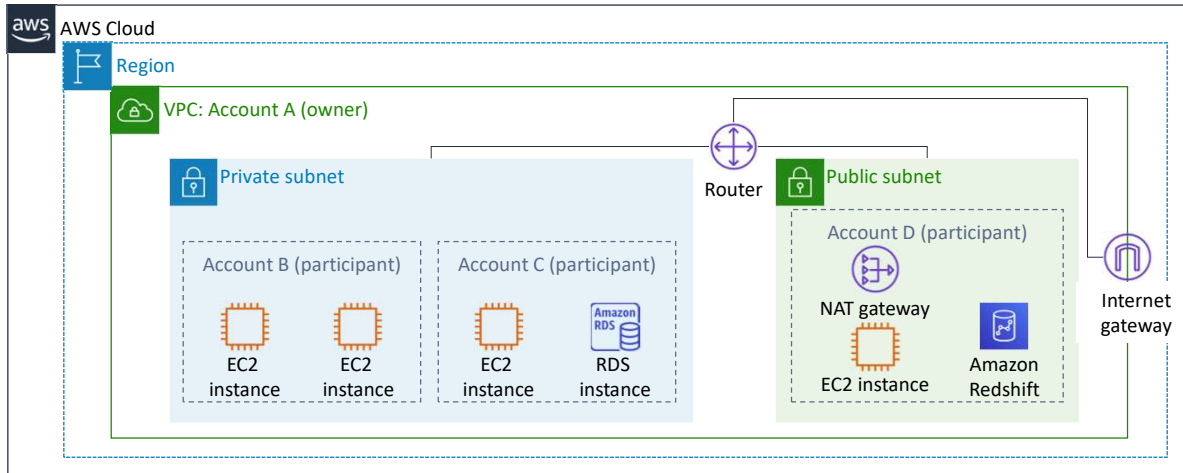 aws
AWS Cloud
Region
VPC: Account A (owner)
Router
Private subnet
Public subnet
Account B (participant)
EC2
instance
EC2
instance
Account C (participant)
EC2
instance
Amazon
RDS
RDS
instance
Account D (participant)
NAT gateway
EC2 instance
Amazon
Redshift
Internet
gateway